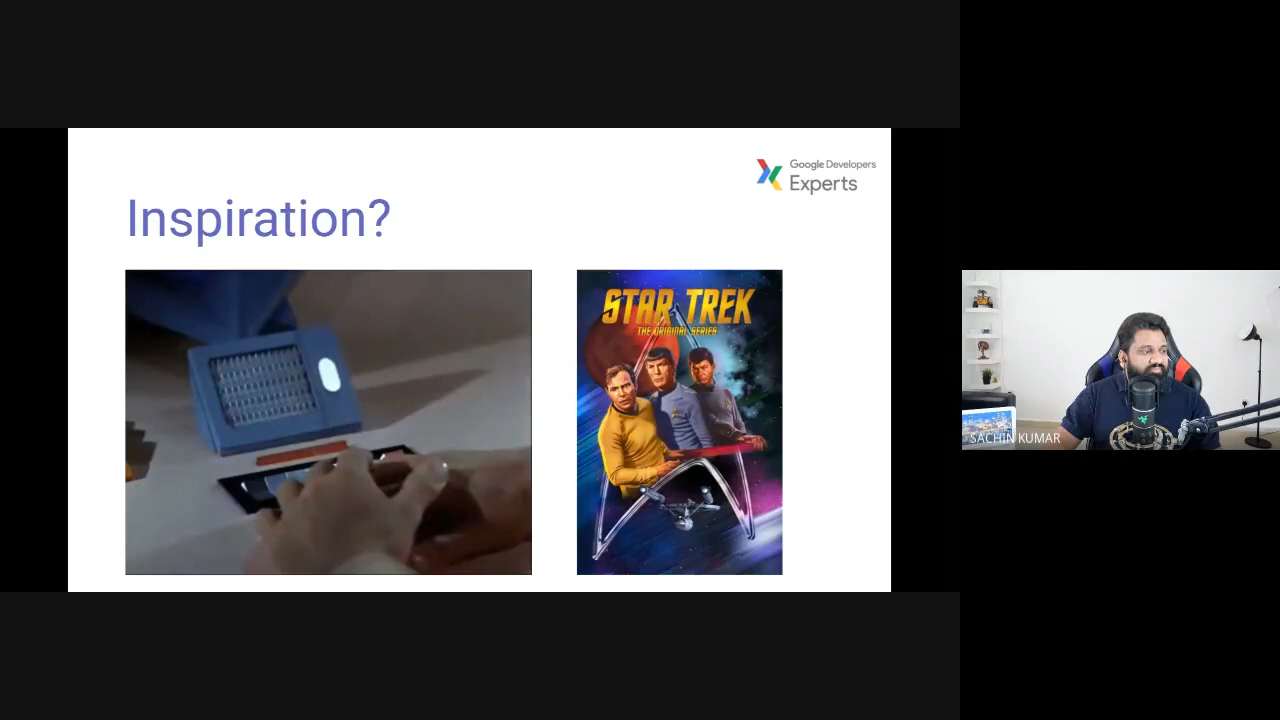 Google Developers
Experts
Inspiration?
STAR TREK
THE ORIGINAL SERIES
SACHIN KUMAR